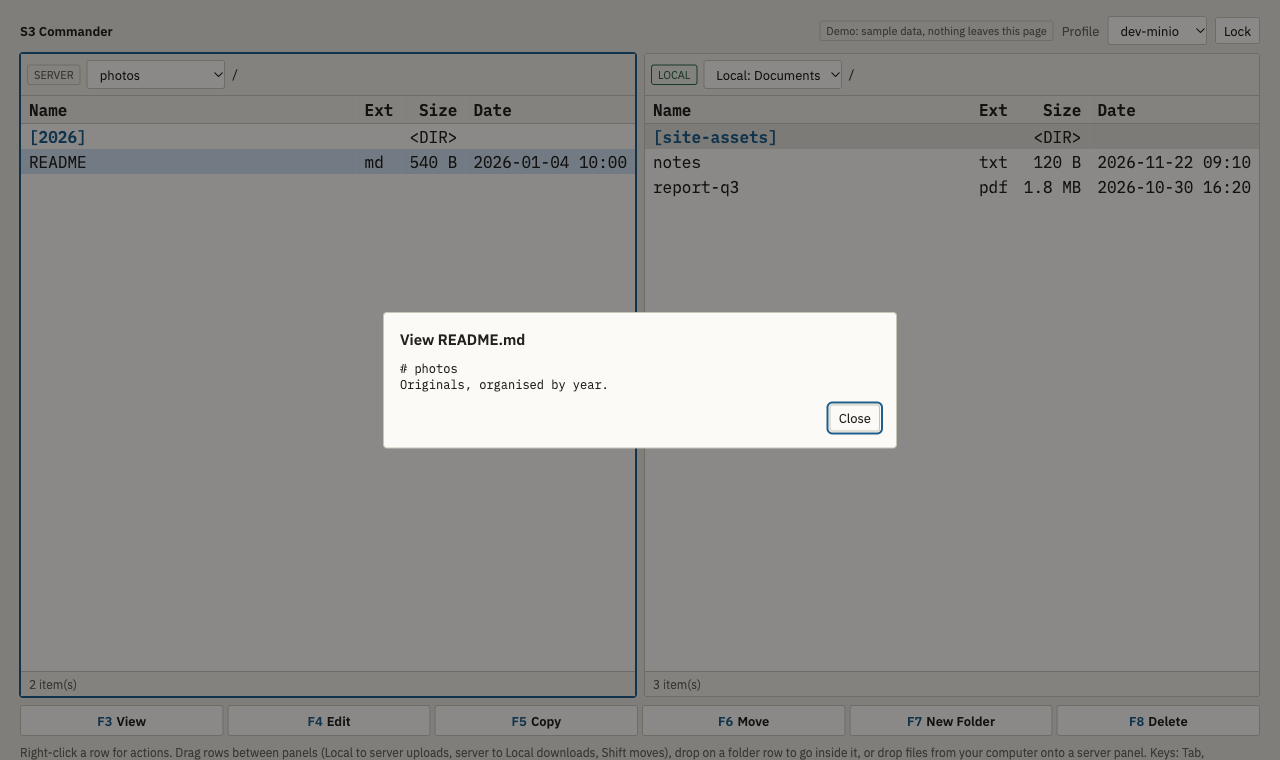 S3 Commander
Demo: sample data, nothing leaves this page
Profile
dev-minio
Lock
SERVER
photos
/
Name Ext Size Date
[2026] <DIR>
README md 540 B 2026-01-04 10:00
2 item(s)
LOCAL
Local: Documents
/
Name Ext Size Date
[site-assets] <DIR>
notes txt 120 B 2026-11-22 09:10
report-q3 pdf 1.8 MB 2026-10-30 16:20
3 item(s)
View README.md
# photos
Originals, organised by year.
Close
F3 View
F4 Edit
F5 Copy
F6 Move
F7 New Folder
F8 Delete
Right-click a row for actions. Drag rows between panels (Local to server uploads, server to Local downloads, Shift moves), drop on a folder row to go inside it, or drop files from your computer onto a server panel. Keys: Tab,